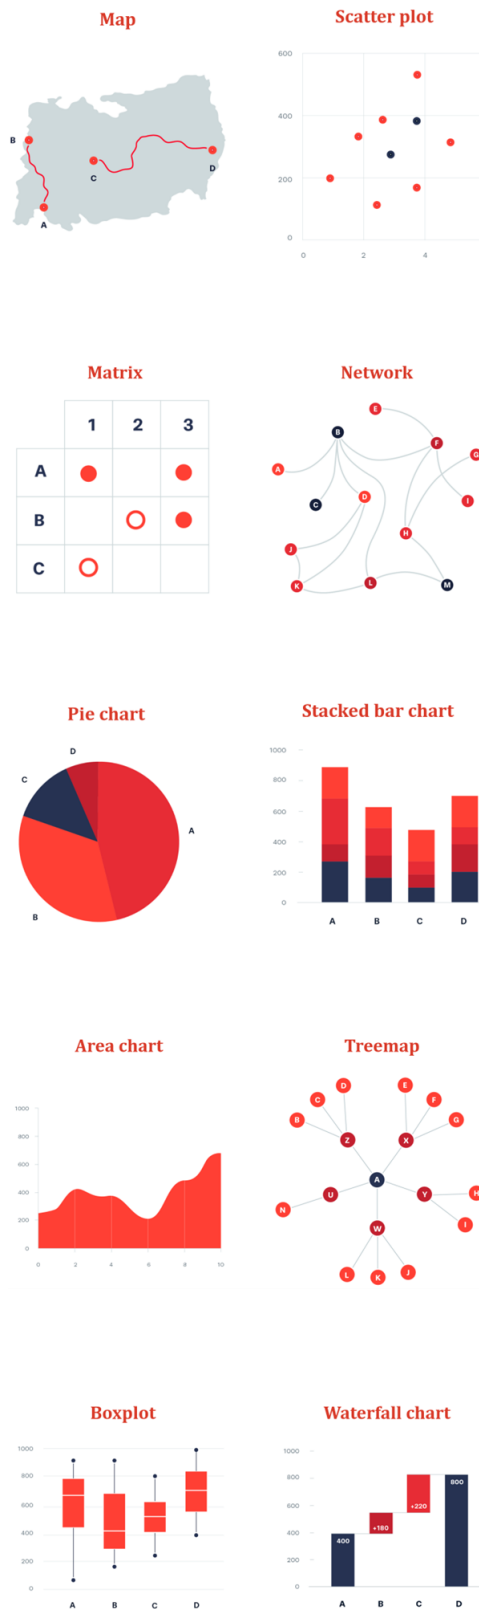 Map
Scatter plot
B
C
D
A
600
400
200
0
0 2 4
Matrix
Network
1 2 3
A
B
C
E
B
F
G
A
D
C
I
H
J
K
L
M
Pie chart
Stacked bar chart
D
C
A
B
1000
800
600
400
200
0
A B C D
Area chart
Treemap
1000
800
600
400
200
0
0 2 4 6 8 10
D
E
C
F
B
G
Z
X
A
U
Y
H
N
I
W
L
K
J
Boxplot
Waterfall chart
1000
800
600
400
200
0
A B C D
1000
800
600
400
200
0
400
+180
+220
800
A B C D